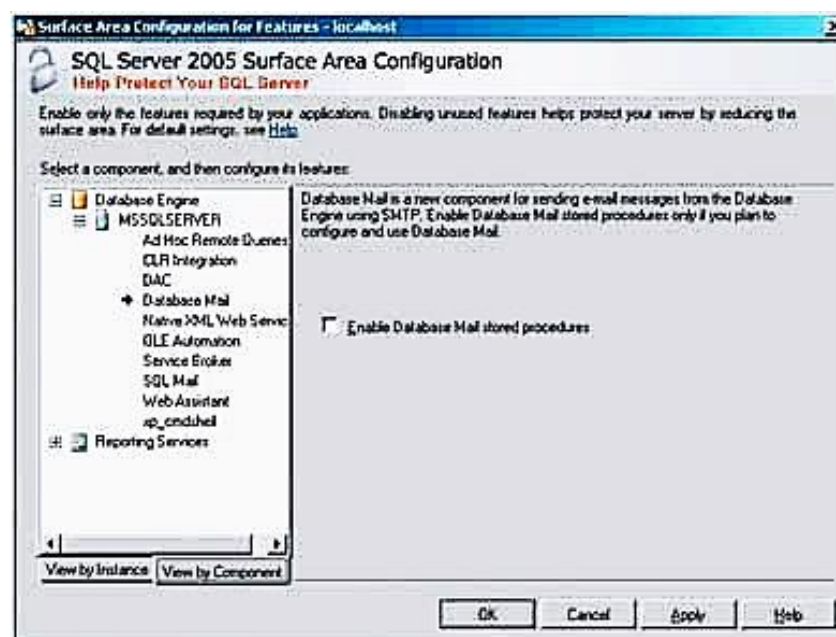 Surface Area Configuration for Features - localhost
SQL Server 2005 Surface Area Configuration
Help Protect Your SQL Server
Enable only the features required by your applications. Disabling unused features helps protect your server by reducing the
surface area. For default settings, see Help
Select a component, and then configure its features:
Database Engine
MSSQLSERVER
Ad Hoc Remote Queries
CLR Integration
DAC
Database Mail
Native XML Web Servic
OLE Automation
Service Broker
SQL Mail
Web Assistant
xp_cmdshell
Reporting Services
Database Mail is a new component for sending e-mail messages from the Database
Engine using SMTP. Enable Database Mail stored procedures only if you plan to
configure and use Database Mail.
Enable Database Mail stored procedures
View by Instance
View by Component
OK
Cancel
Apply
Help